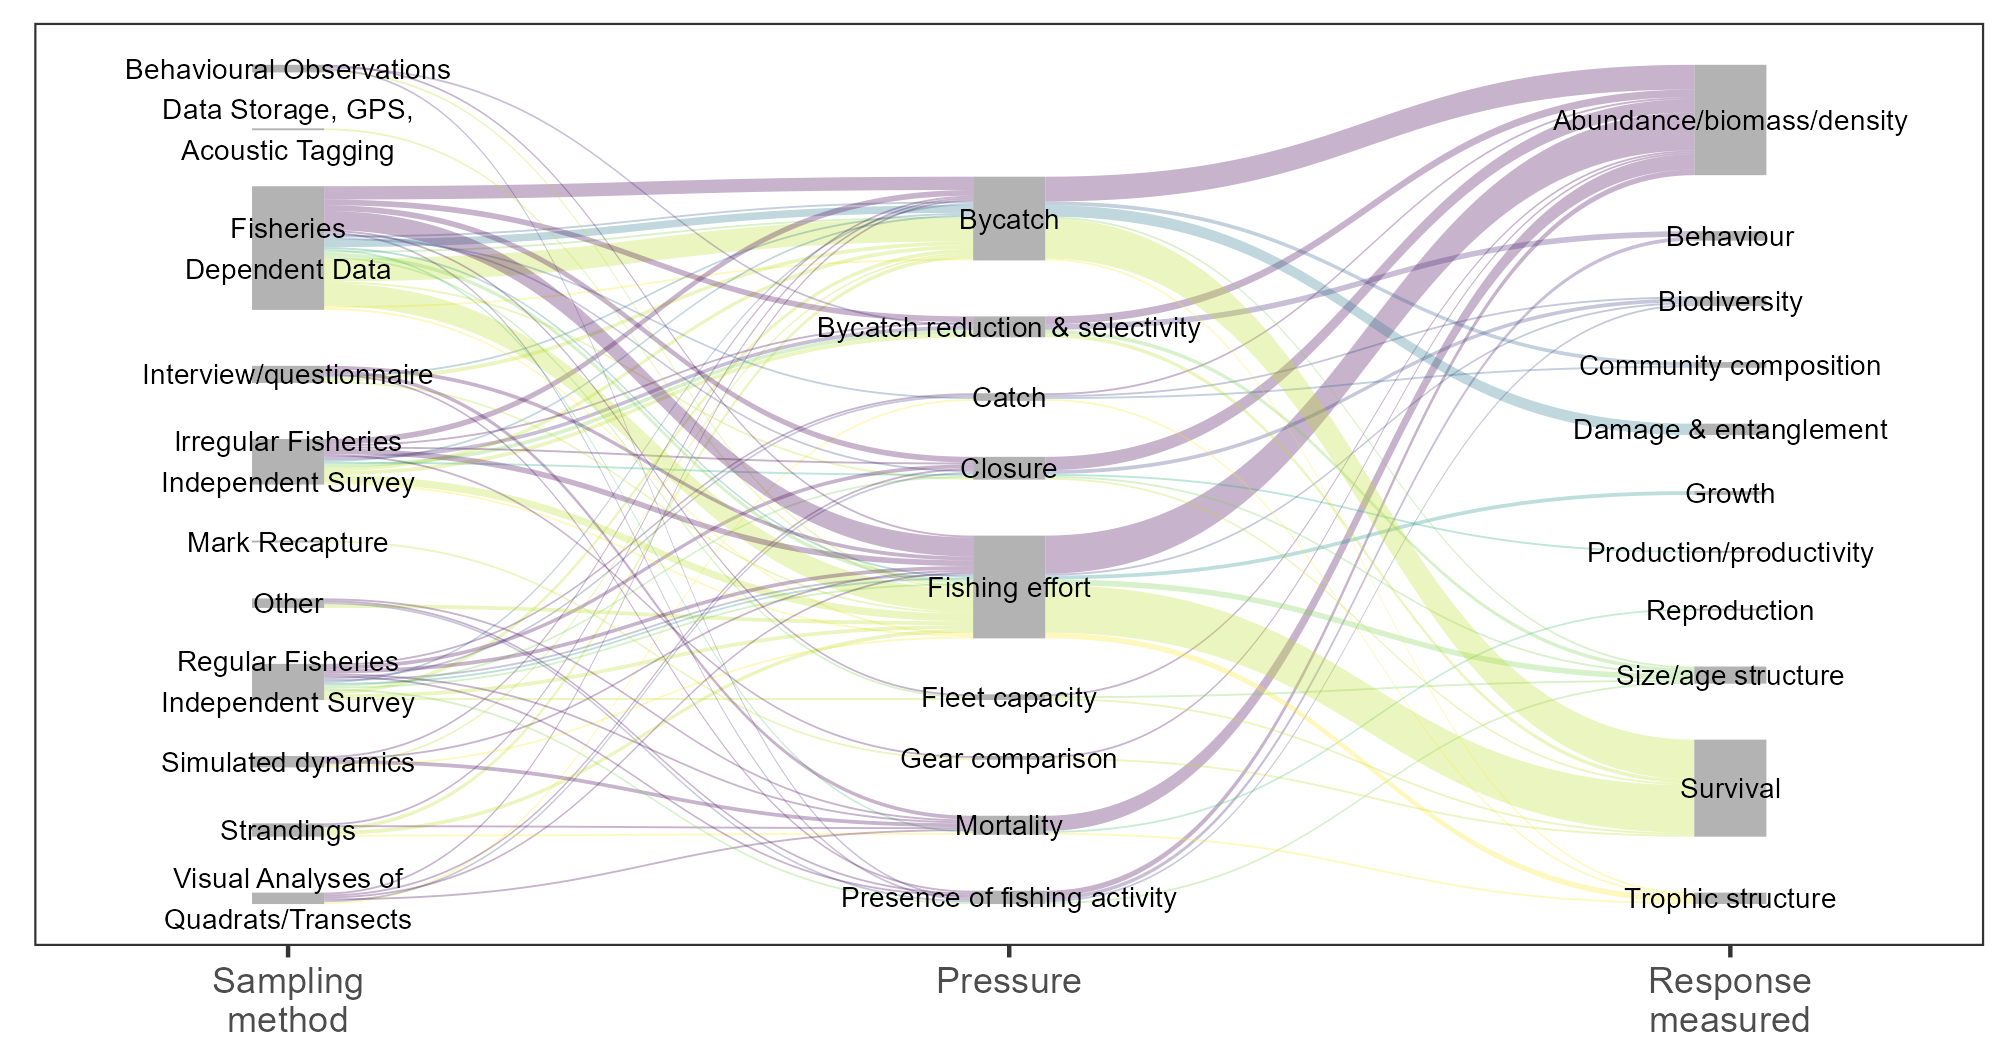 Behavioural Observations
Data Storage, GPS,
Acoustic Tagging
Fisheries
Dependent Data
Interview/questionnaire
Irregular Fisheries
Independent Survey
Mark Recapture
Other
Regular Fisheries
Independent Survey
Simulated dynamics
Strandings
Visual Analyses of
Quadrats/Transects
Bycatch
Bycatch reduction & selectivity
Catch
Closure
Fishing effort
Fleet capacity
Gear comparison
Mortality
Presence of fishing activity
Abundance/biomass/density
Behaviour
Biodiversity
Community composition
Damage & entanglement
Growth
Production/productivity
Reproduction
Size/age structure
Survival
Trophic structure
Sampling
method
Pressure
Response
measured